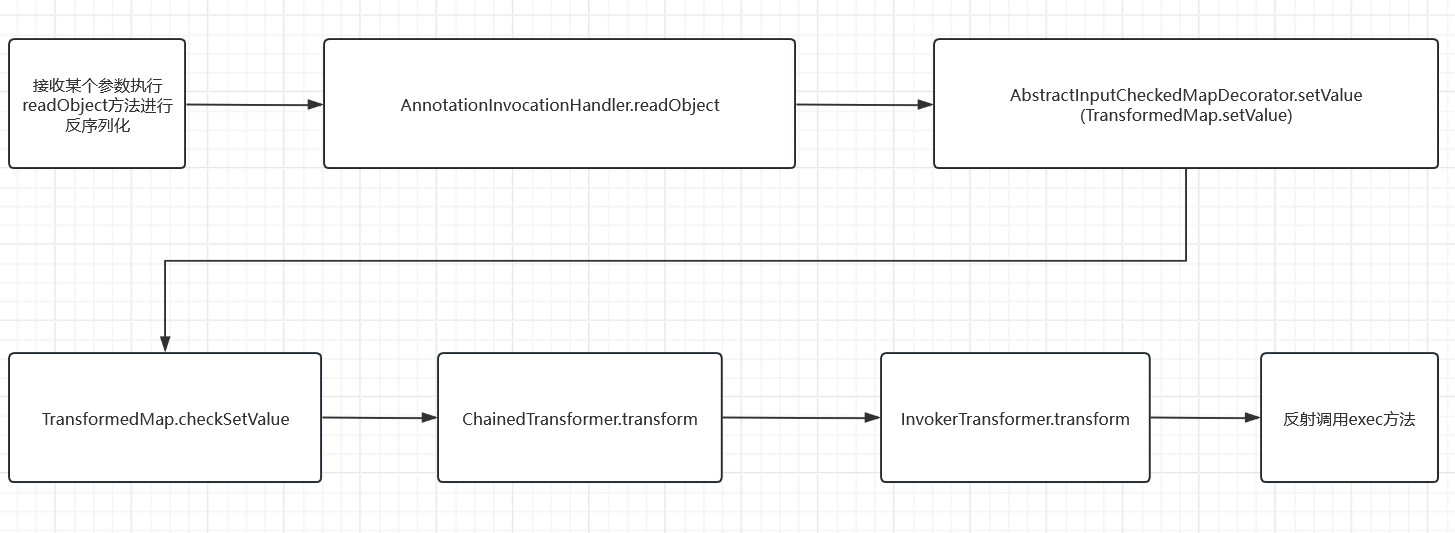 接收某个参数执行
readObject方法进行
反序列化
AnnotationInvocationHandler.readObject
AbstractInputCheckedMapDecorator.setValue
(TransformedMap.setValue)
TransformedMap.checkSetValue
ChainedTransformer.transform
InvokerTransformer.transform
反射调用exec方法